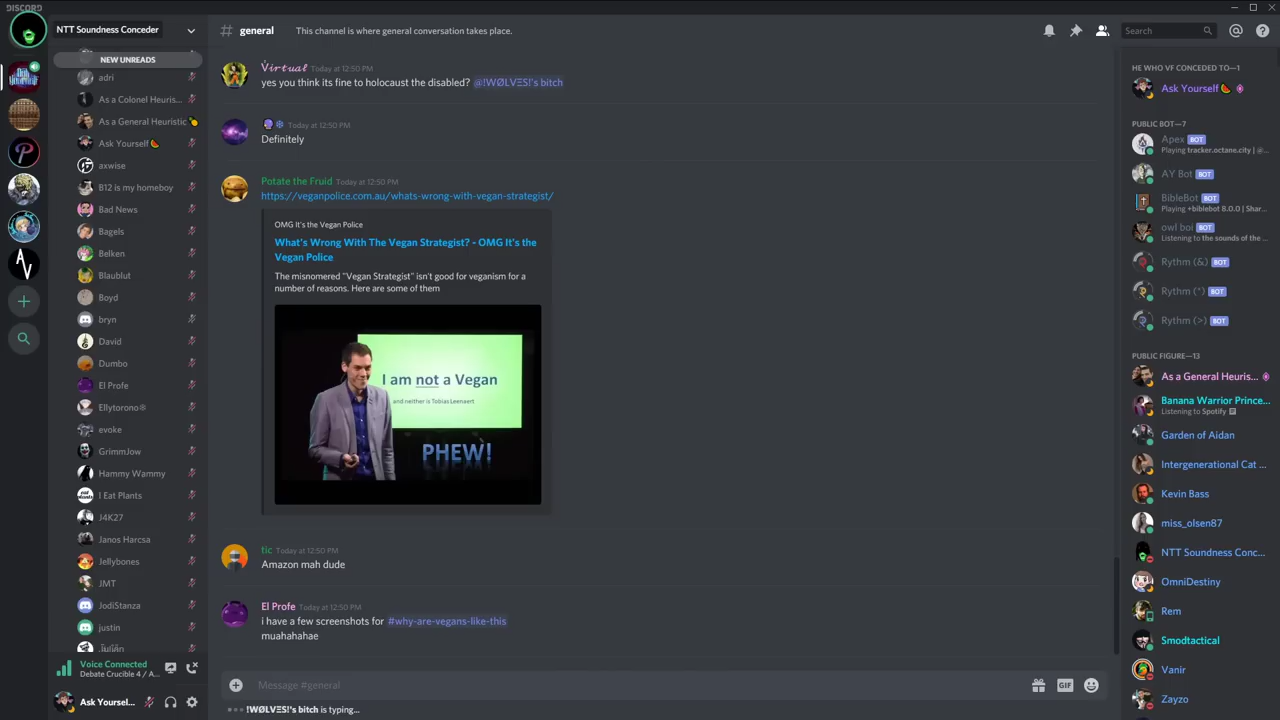 DISCORD
NTT Soundness Conceder
# general
This channel is where general conversation takes place.
Search
NEW UNREADS
adri
As a Colonel Heuris...
As a General Heuristic
Ask Yourself
axwise
B12 is my homeboy
Bad News
Bagels
Belken
Blaublut
Boyd
bryn
David
Dumbo
El Profe
Ellytorono
evoke
GrimmJow
Hammy Wammy
I Eat Plants
J4K27
Janos Harcsa
Jellybones
JMT
JodiStanza
justin
Voice Connected
Debate Crucible 4 / A...
Ask Yoursel...
Virtual Today at 12:50 PM
yes you think its fine to holocaust the disabled? @!WØLVΞS!'s bitch
Today at 12:50 PM
Definitely
Potate the Fruid Today at 12:50 PM
https://veganpolice.com.au/whats-wrong-with-vegan-strategist/
OMG It's the Vegan Police
What's Wrong With The Vegan Strategist? - OMG It's the
Vegan Police
The misnomered "Vegan Strategist" isn't good for veganism for a
number of reasons. Here are some of them
I am not a Vegan
and neither is Tobias Leenaert
PHEW!
tic Today at 12:50 PM
Amazon mah dude
El Profe Today at 12:50 PM
i have a few screenshots for #why-are-vegans-like-this
muahahahae
Message #general
GIF
!WØLVΞS!'s bitch is typing...
HE WHO VF CONCEDED TO—1
Ask Yourself
PUBLIC BOT—7
Apex BOT
Playing tracker.octane.city | @...
AY Bot BOT
BibleBot BOT
Playing +biblebot 8.0.0 | Shar...
owl boi BOT
Listening to the sounds of the ...
Rythm (&) BOT
Rythm (*) BOT
Rythm (>) BOT
PUBLIC FIGURE—13
As a General Heuris...
Banana Warrior Prince...
Listening to Spotify
Garden of Aidan
Intergenerational Cat ...
Kevin Bass
miss_olsen87
NTT Soundness Conc...
OmniDestiny
Rem
Smodtactical
Vanir
Zayzo